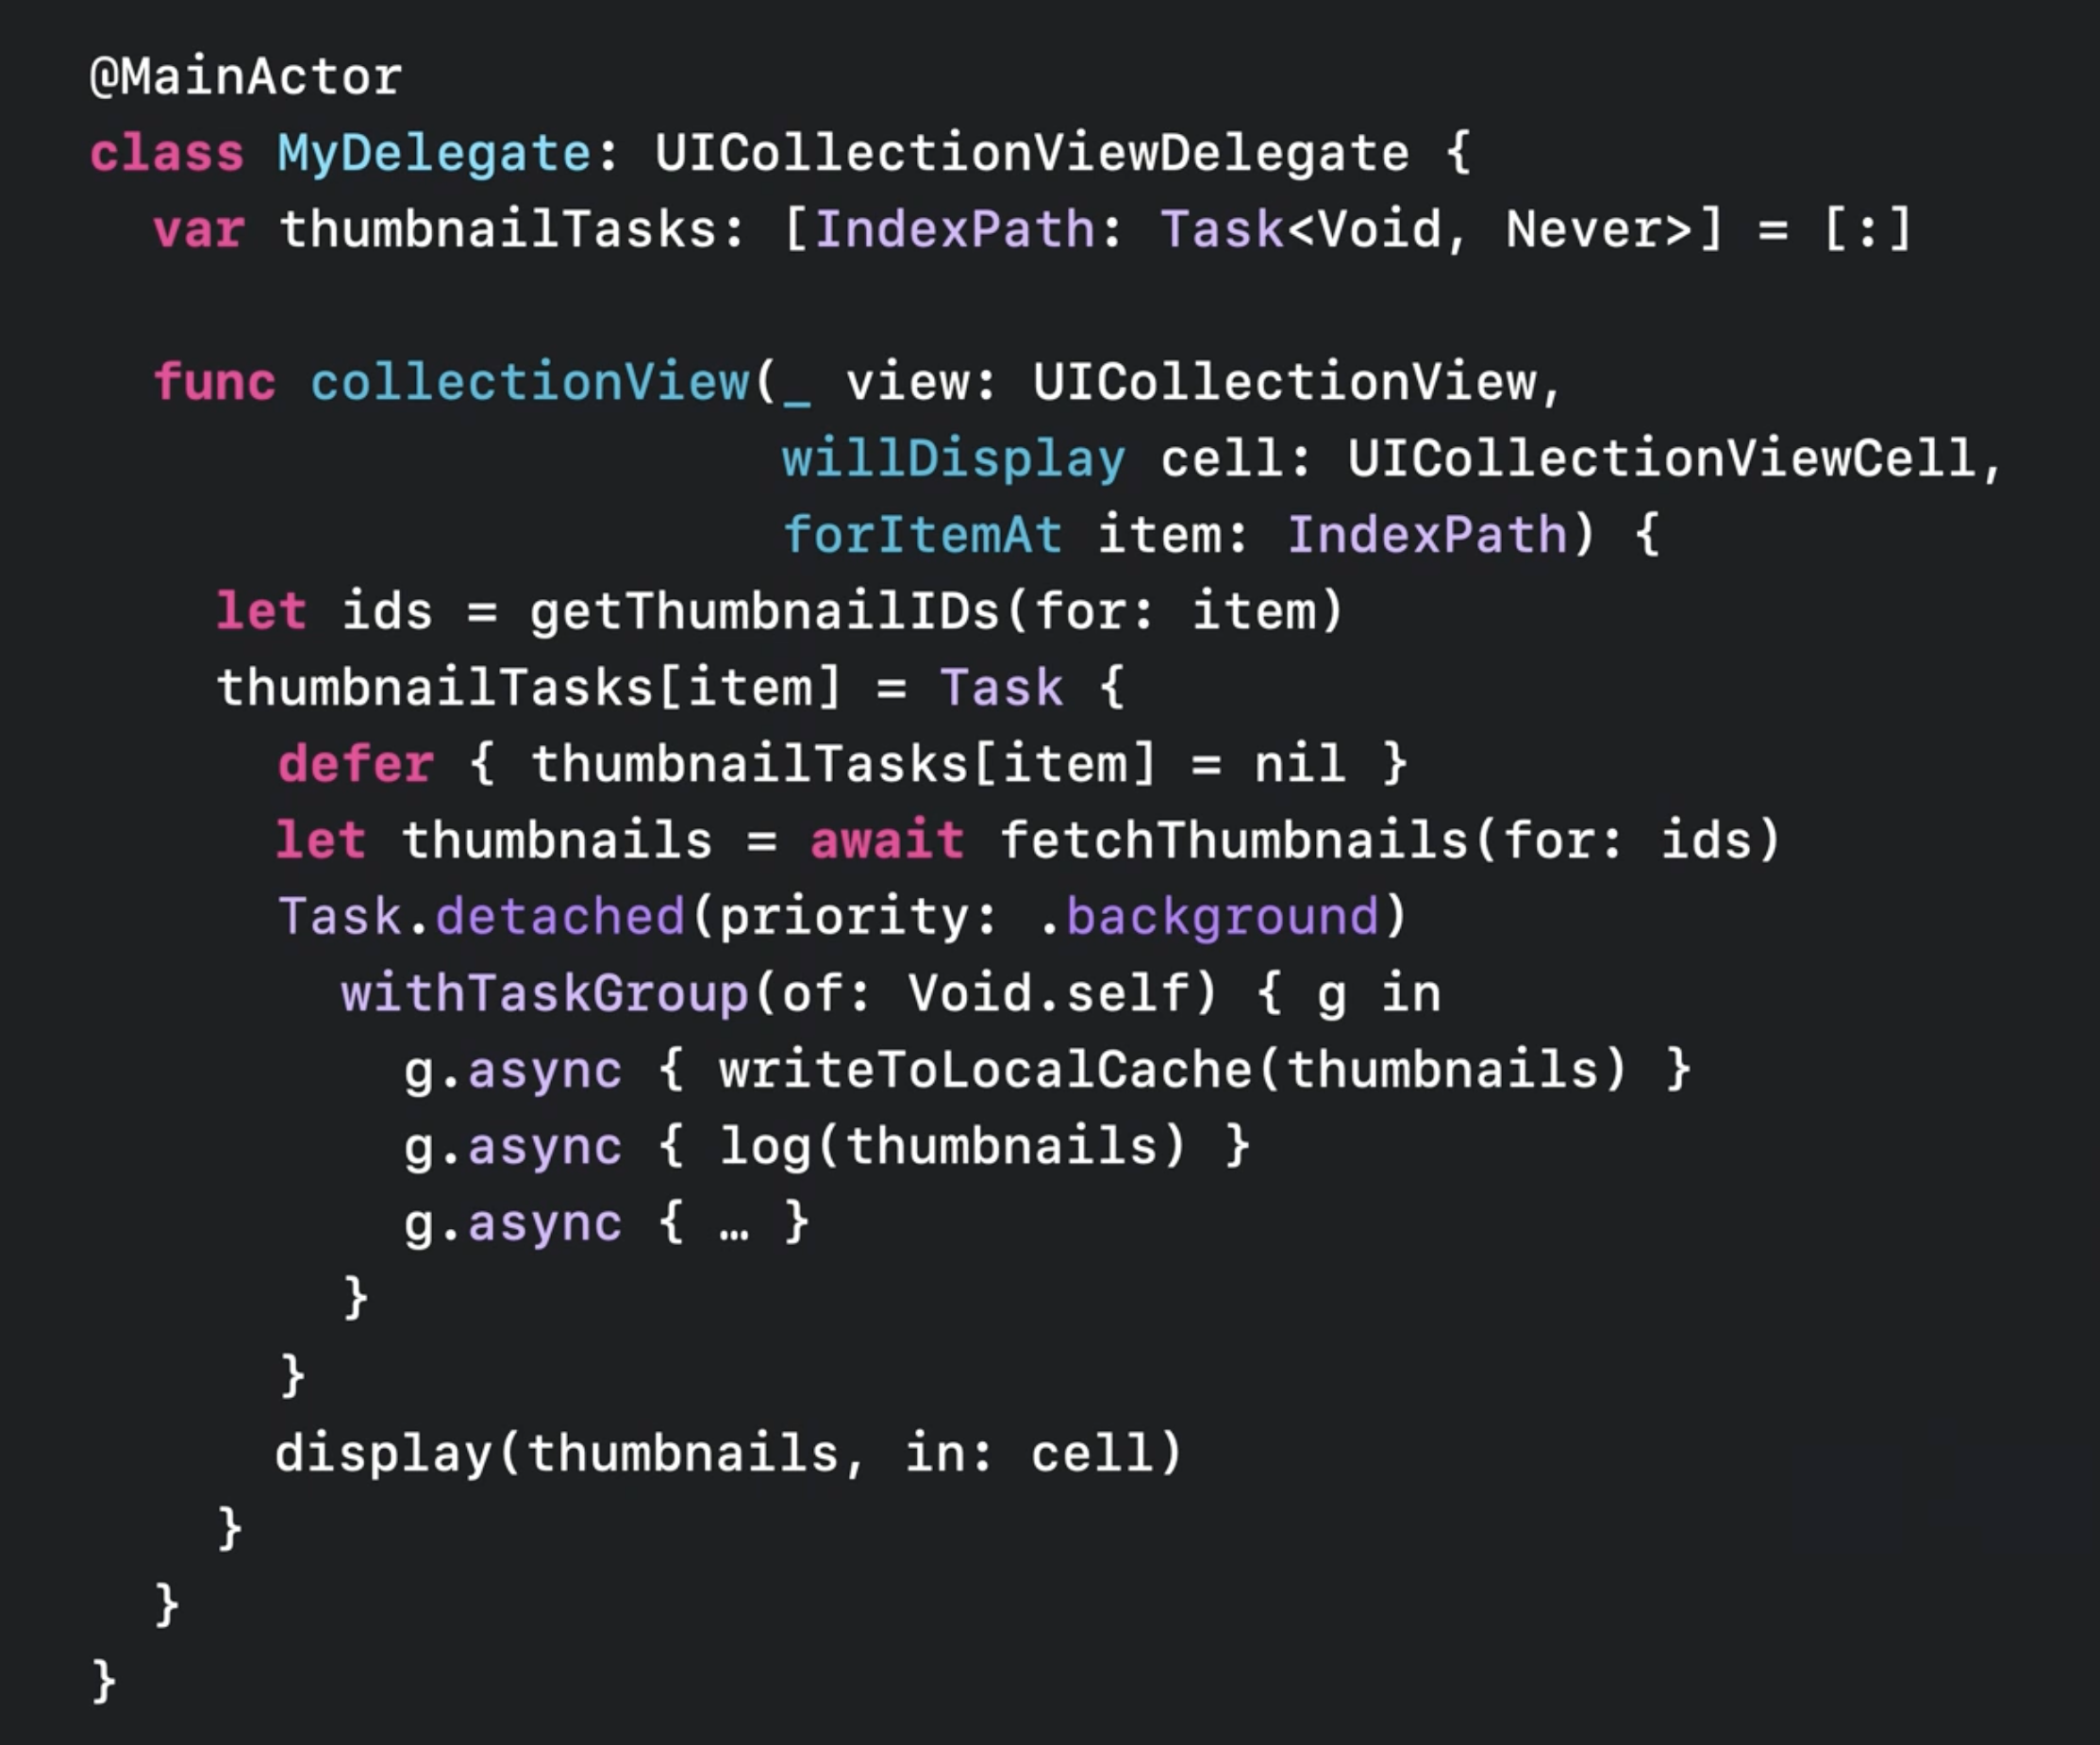 @MainActor
class MyDelegate: UICollectionViewDelegate {
  var thumbnailTasks: [IndexPath: Task<Void, Never>] = [:]

  func collectionView(_ view: UICollectionView,
                      willDisplay cell: UICollectionViewCell,
                      forItemAt item: IndexPath) {
    let ids = getThumbnailIDs(for: item)
    thumbnailTasks[item] = Task {
      defer { thumbnailTasks[item] = nil }
      let thumbnails = await fetchThumbnails(for: ids)
      Task.detached(priority: .background)
        withTaskGroup(of: Void.self) { g in
          g.async { writeToLocalCache(thumbnails) }
          g.async { log(thumbnails) }
          g.async { … }
        }
      }
      display(thumbnails, in: cell)
    }
  }
}